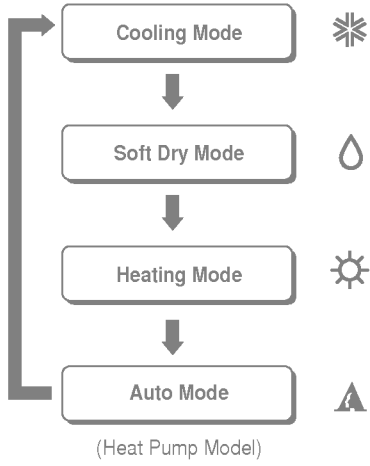 Cooling Mode
Soft Dry Mode
Heating Mode
Auto Mode
(Heat Pump Model)